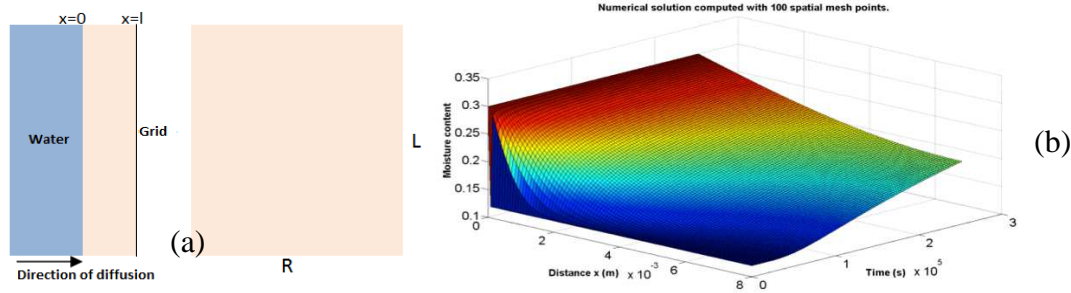 x=0 x=l
Water
Grid
L
R
(a)
Direction of diffusion
Numerical solution computed with 100 spatial mesh points.
0.35
0.3
0.25
0.2
0.15
0.1
Moisture content
0
2
4
6
8
Distance x (m) x 10^-3
0
1
2
3
Time (s) x 10^5
(b)